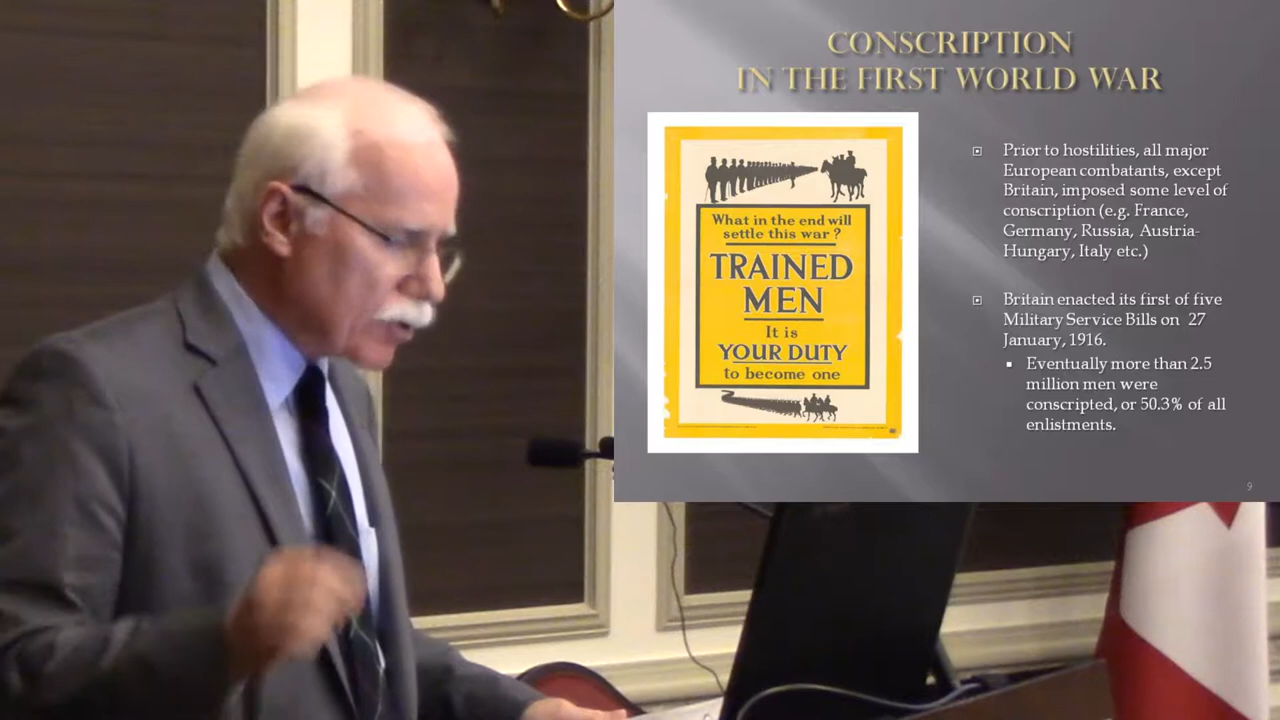 CONSCRIPTION
IN THE FIRST WORLD WAR
What in the end will
settle this war?
TRAINED
MEN
It is
YOUR DUTY
to become one
Prior to hostilities, all major
European combatants, except
Britain, imposed some level of
conscription (e.g. France,
Germany, Russia, Austria-
Hungary, Italy etc.)
Britain enacted its first of five
Military Service Bills on 27
January, 1916.
Eventually more than 2.5
million men were
conscripted, or 50.3% of all
enlistments.
9